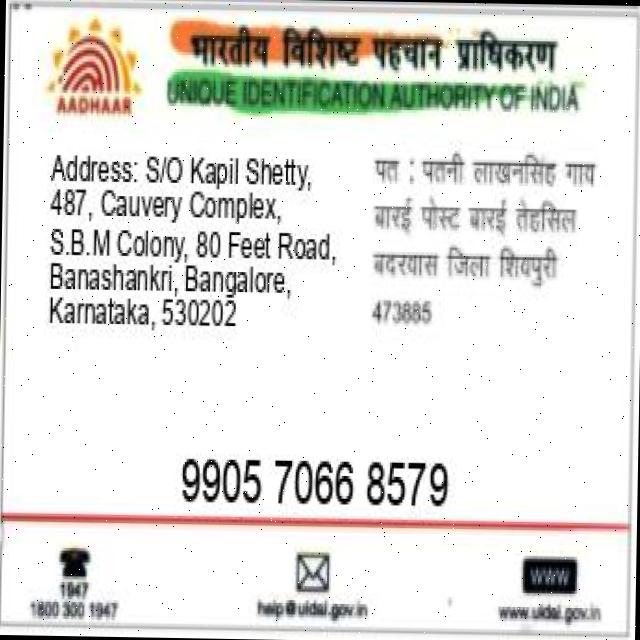 भारतीय विशिष्ट पहचान प्राधिकरण
UNIQUE IDENTIFICATION AUTHORITY OF INDIA
AADHAAR
Address: S/O Kapil Shetty,
487, Cauvery Complex,
S.B.M Colony, 80 Feet Road,
Banashankri, Bangalore,
Karnataka, 530202
पत : पतनी लाखनसिंह गाय
बारई पोस्ट बारई तेहसिल
बदरवास जिला शिवपुरी
473885
9905 7066 8579
1947
1800 300 1947
help@uidai.gov.in
WWW
www.uidai.gov.in